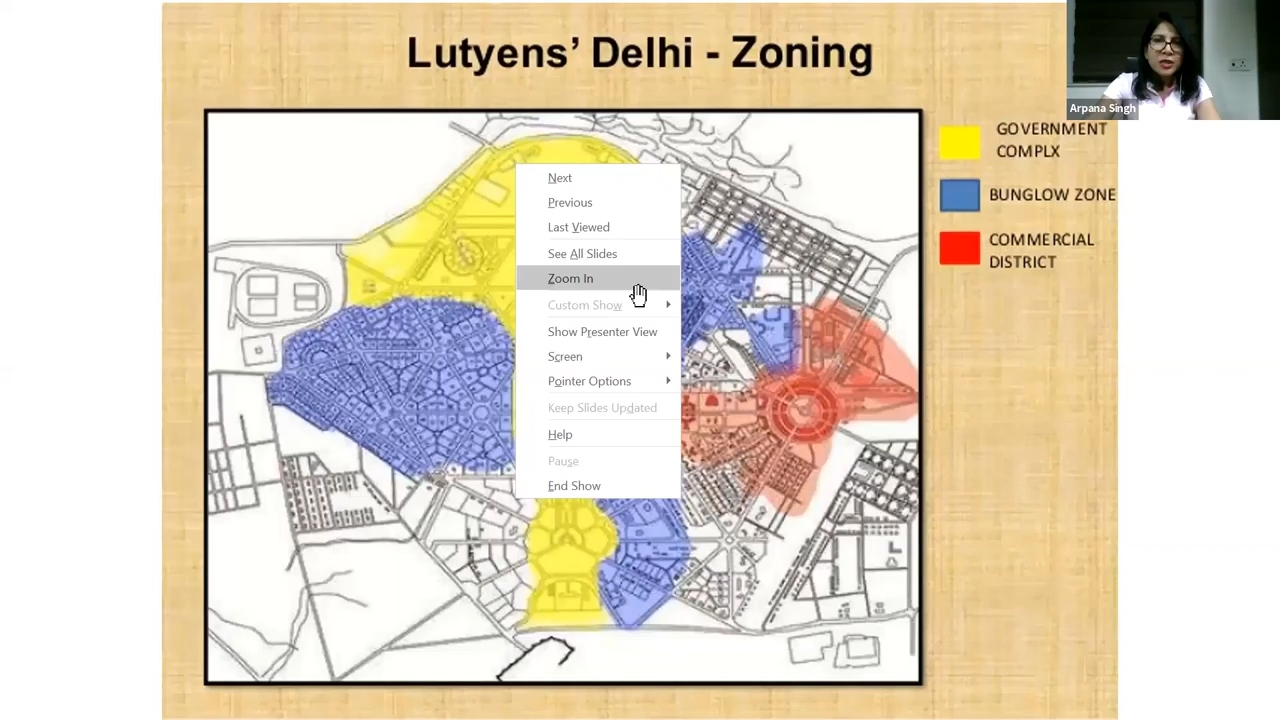 Lutyens’ Delhi - Zoning
Arpana Singh
GOVERNMENT
COMPLX
BUNGLOW ZONE
COMMERCIAL
DISTRICT
Next
Previous
Last Viewed
See All Slides
Zoom In
Custom Show
Show Presenter View
Screen
Pointer Options
Keep Slides Updated
Help
Pause
End Show